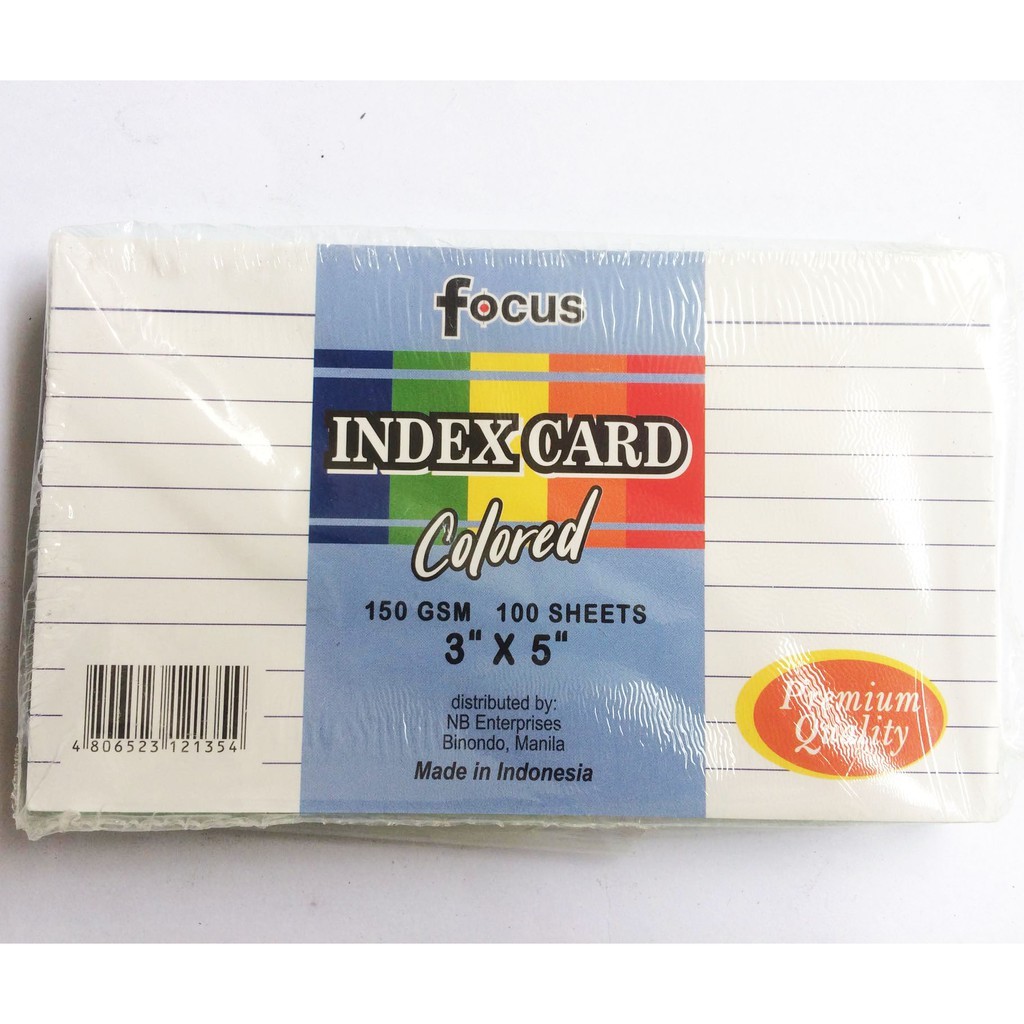 focus
INDEX CARD
Colored
150 GSM 100 SHEETS
3" X 5"
distributed by:
NB Enterprises
Binondo, Manila
Made in Indonesia
4 806523 121354
Premium
Quality